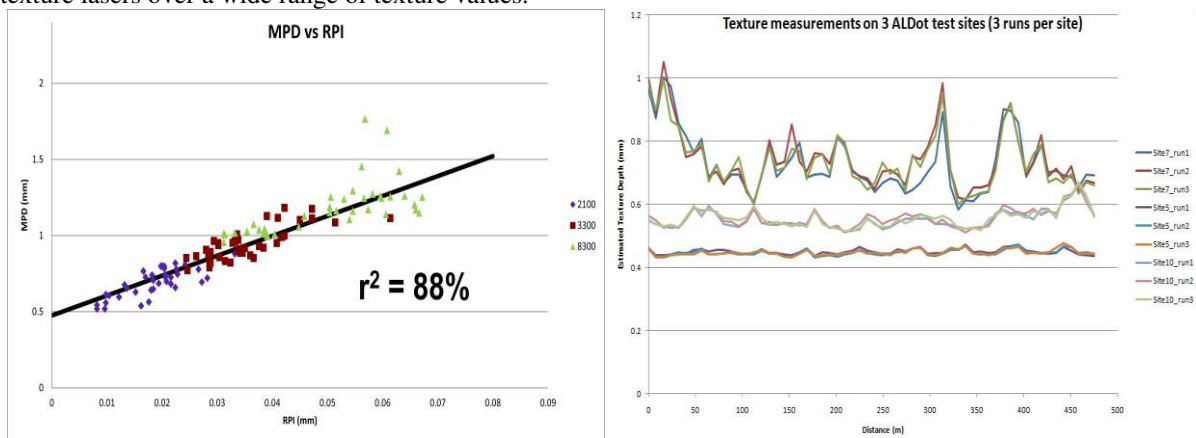 texture lasers over a wide range of texture values.
MPD vs RPI
2
1.5
1
0.5
0
MPD (mm)
0 0.01 0.02 0.03 0.04 0.05 0.06 0.07 0.08 0.09
RPI (mm)
r² = 88%
2100
3300
8300
Texture measurements on 3 ALDot test sites (3 runs per site)
1.2
1
0.8
0.6
0.4
0.2
0
Estimated Texture Depth (mm)
0 50 100 150 200 250 300 350 400 450 500
Distance (m)
Site7_run1
Site7_run2
Site7_run3
Site5_run1
Site5_run2
Site5_run3
Site10_run1
Site10_run2
Site10_run3